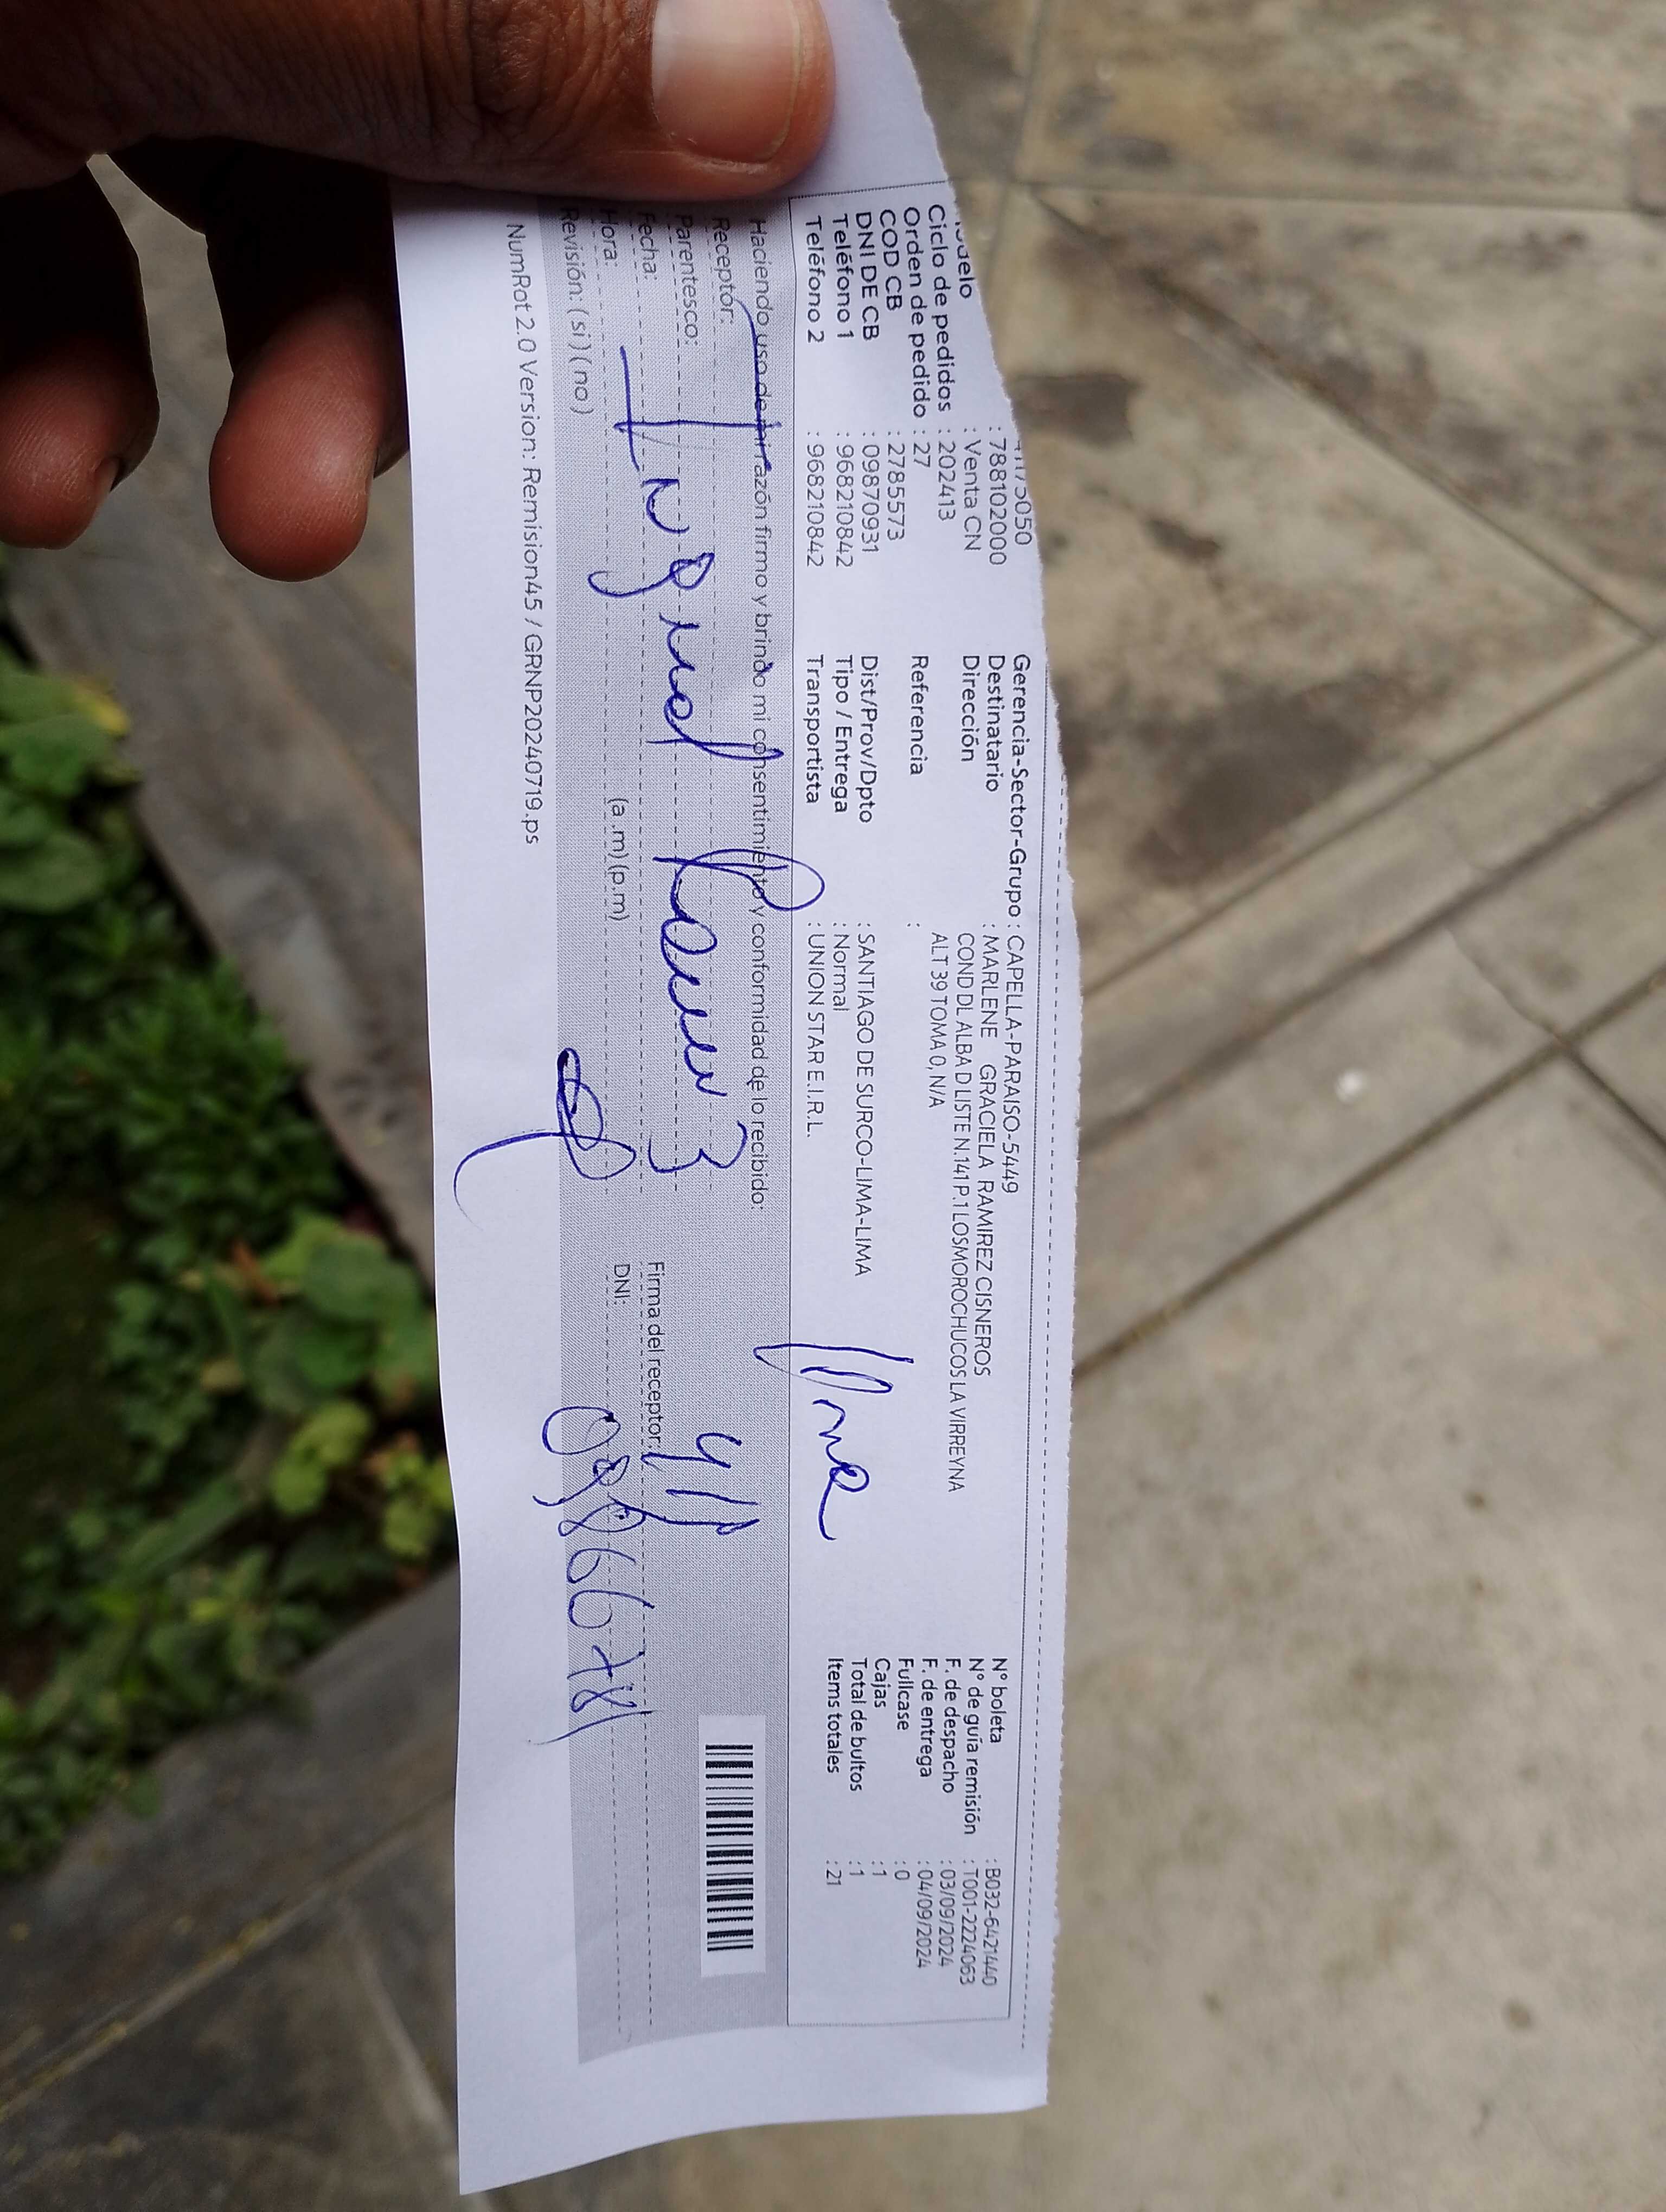 : 788102000
: Venta CN
Ciclo de pedidos : 202413
Orden de pedido : 27
COD CB : 2785573
DNI DE CB : 09870931
Teléfono 1 : 968210842
Teléfono 2 : 968210842
Gerencia-Sector-Grupo : CAPELLA-PARAISO-5449
Destinatario : MARLENE GRACIELA RAMIREZ CISNEROS
Dirección COND DL ALBA D LISTE N.141 P.1 LOSMOROCHUCOS LA VIRREYNA
ALT 39 TOMA 0, N/A
Referencia :
Dist/Prov/Dpto : SANTIAGO DE SURCO-LIMA-LIMA
Tipo / Entrega : Normal
Transportista : UNION STAR E.I.R.L.
N° boleta : B032-6421440
N° de guía remisión : T001-2224063
F. de despacho : 03/09/2024
F. de entrega : 04/09/2024
Fullcase : 0
Cajas : 1
Total de bultos : 1
Items totales : 21
Haciendo uso de mi razón firmo y brindo mi consentimiento y conformidad de lo recibido:
Receptor:
Parentesco:
Fecha:
Hora: (a.m) (p.m)
Revisión: (si) (no)
Firma del receptor:
DNI:
NumRot 2.0 Version: Remision45 / GRNP20240719.ps